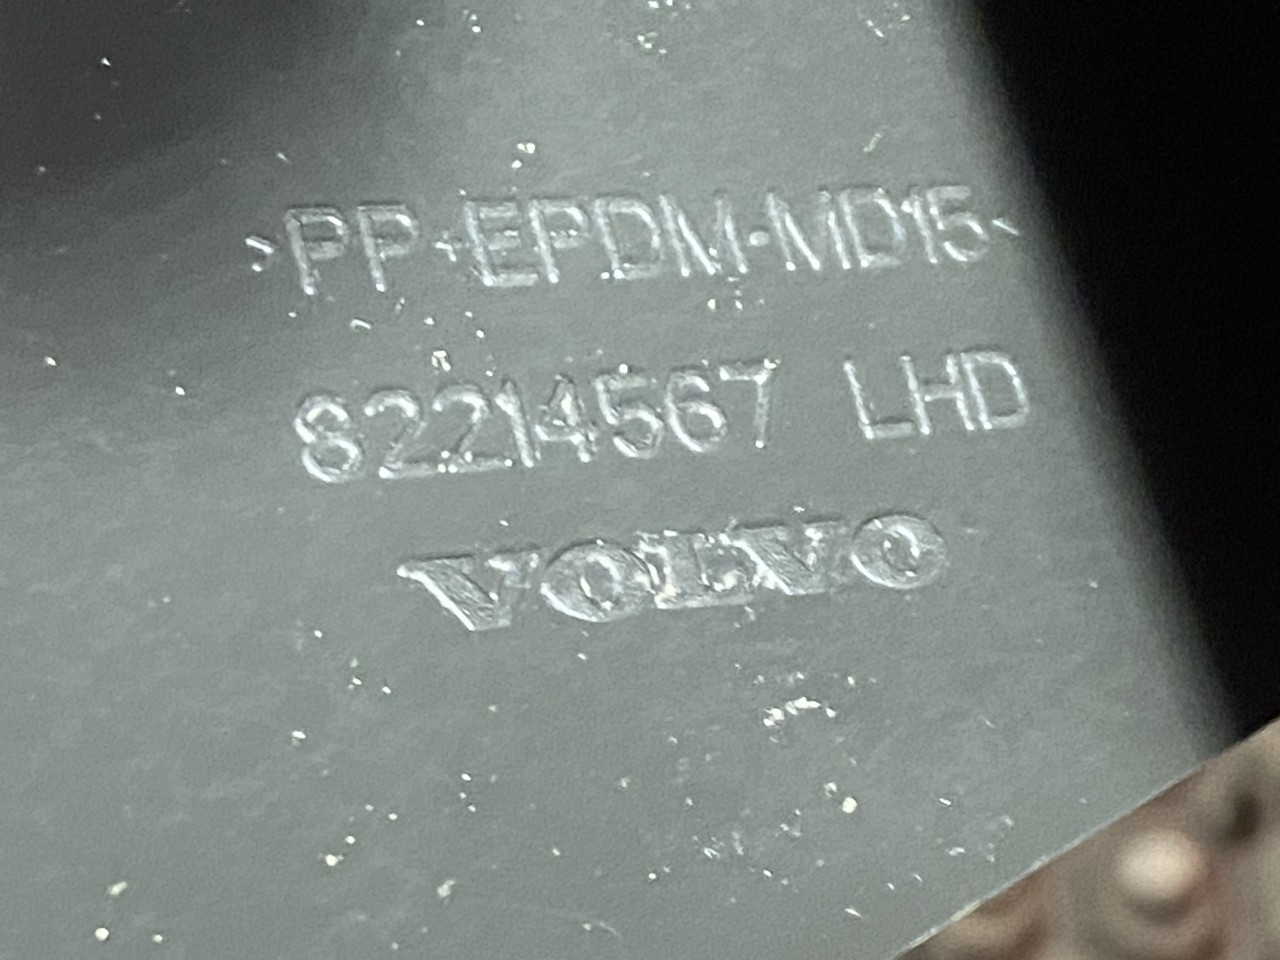 >PP+EPDM-MD15<
82214567 LHD
VOLVO